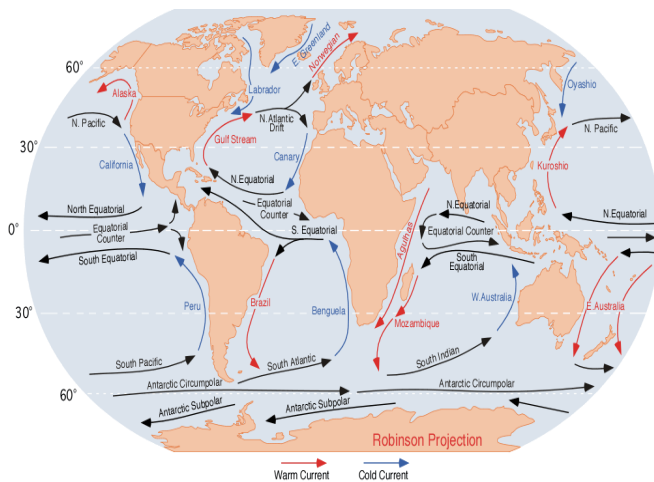 E. Greenland
Norwegian
60°
Alaska
Labrador
Oyashio
N. Pacific
N. Atlantic
Drift
N. Pacific
Gulf Stream
30°
California
Canary
Kuroshio
N.Equatorial
North Equatorial
Equatorial
Counter
N.Equatorial
N.Equatorial
Equatorial
Counter
0°
S. Equatorial
Agulhas
Equatorial Counter
South Equatorial
South
Equatorial
Peru
Brazil
Benguela
W.Australia
E.Australia
30°
Mozambique
South Pacific
South Atlantic
South Indian
Antarctic Circumpolar
Antarctic Circumpolar
60°
Antarctic Subpolar
Antarctic Subpolar
Robinson Projection
Warm Current
Cold Current